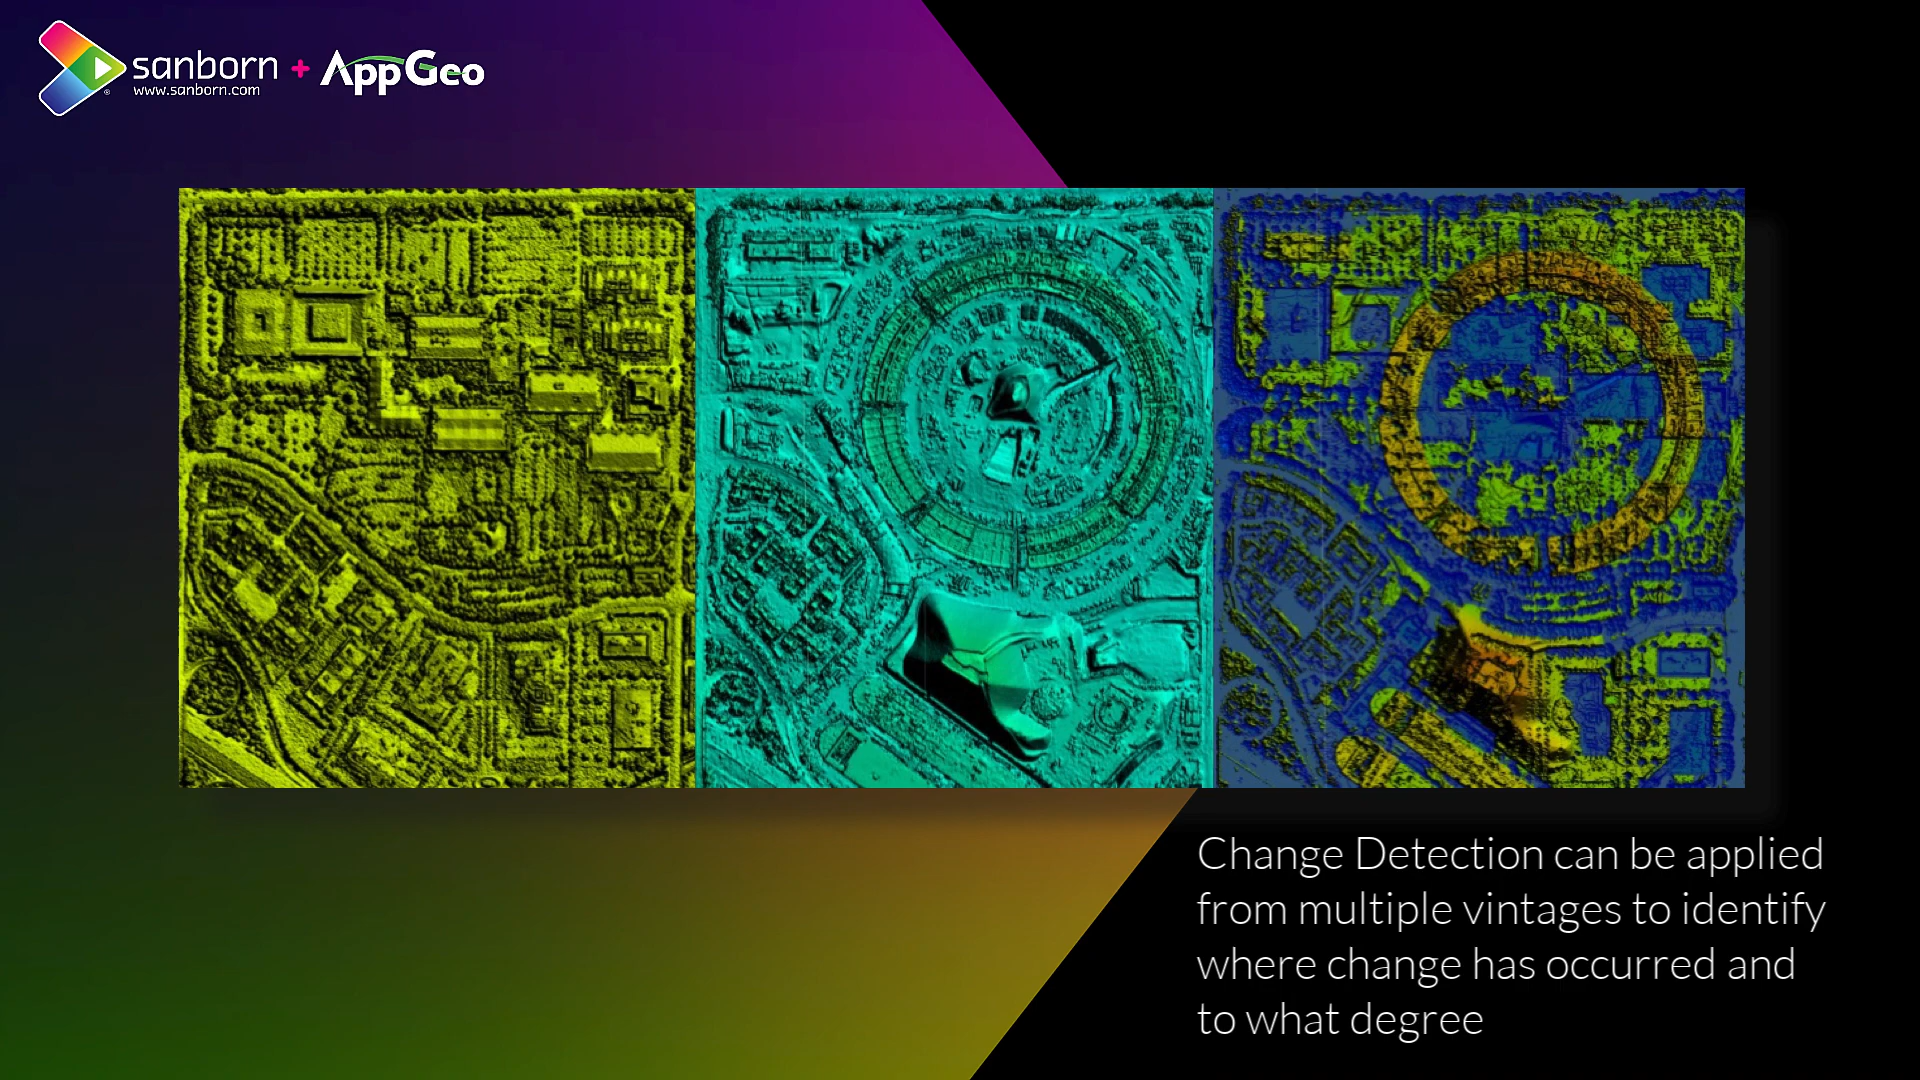 sanborn + AppGeo
www.sanborn.com
®
Change Detection can be applied
from multiple vintages to identify
where change has occurred and
to what degree